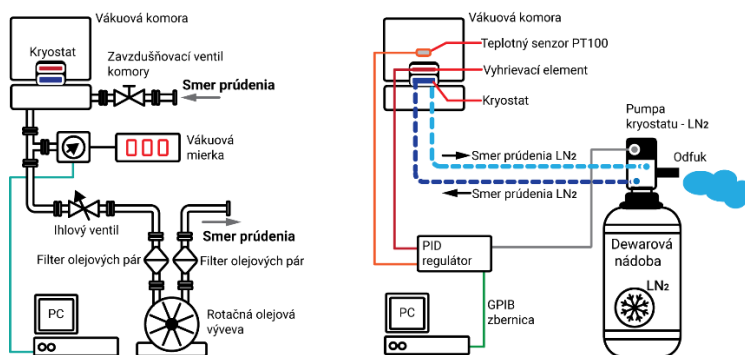 Vákuová komora
Kryostat
Zavzdušňovací ventil
komory
Smer prúdenia
Vákuová
mierka
Ihlový ventil
Smer prúdenia
Filter olejových pár
Filter olejových pár
PC
Rotačná olejová
výveva
Vákuová komora
Teplotný senzor PT100
Vyhrievací element
Kryostat
Pumpa
kryostatu - LN₂
Odfuk
Smer prúdenia LN₂
Smer prúdenia LN₂
PID
regulátor
Dewarová
nádoba
LN₂
PC
GPIB
zbernica